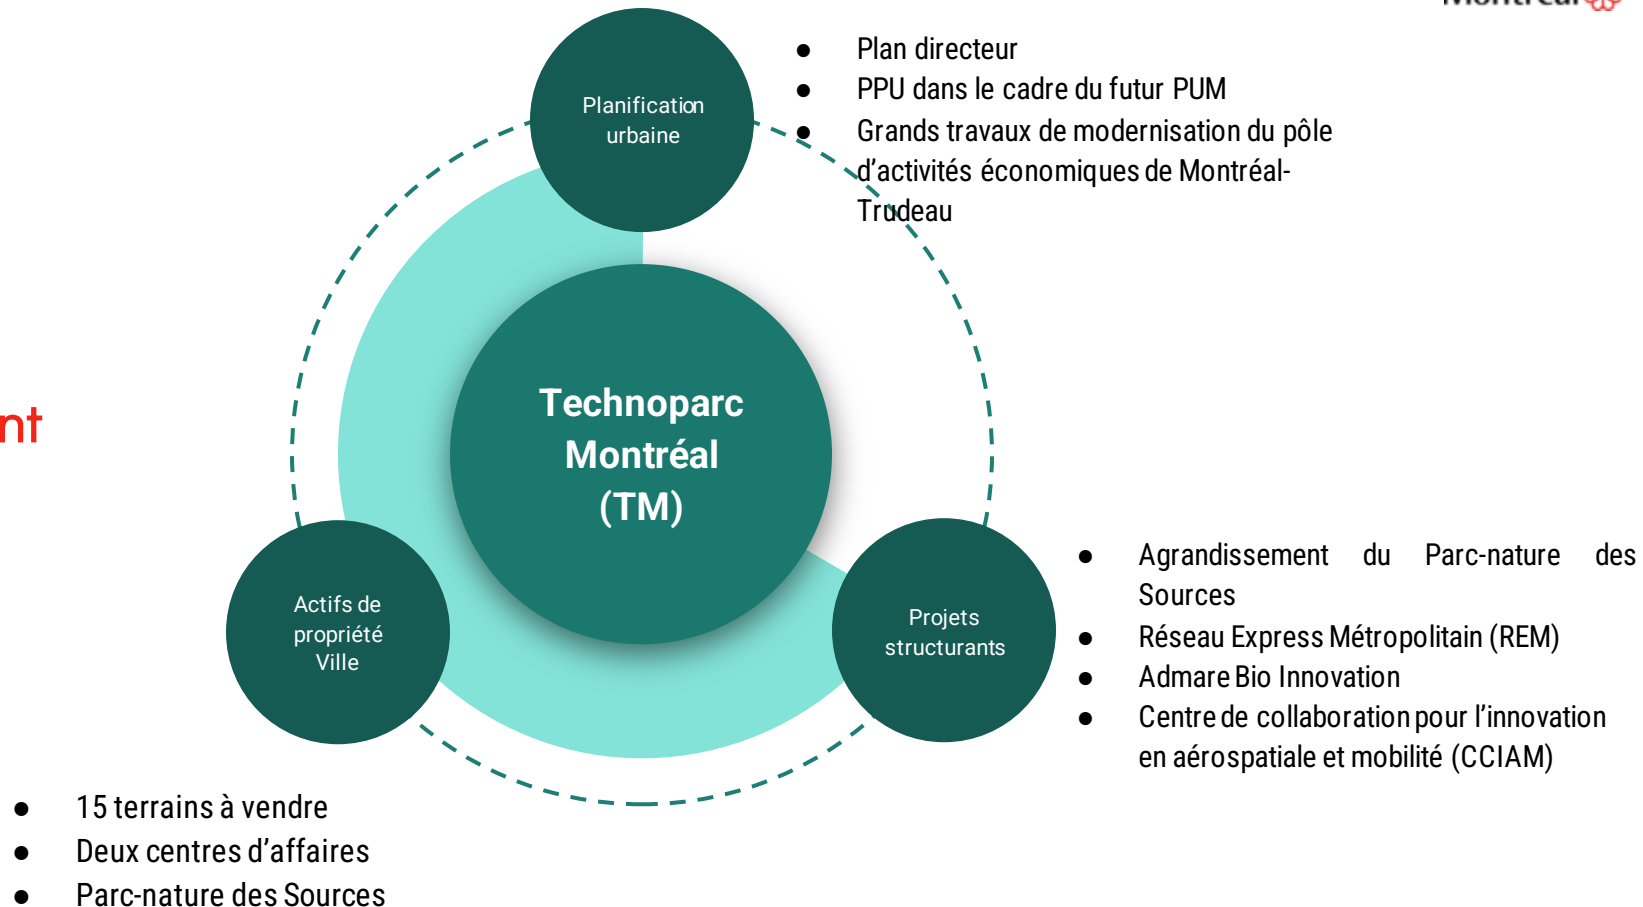 Planification
urbaine
● Plan directeur
● PPU dans le cadre du futur PUM
● Grands travaux de modernisation du pôle
d’activités économiques de Montréal-
Trudeau
Technoparc
Montréal
(TM)
Actifs de
propriété
Ville
Projets
structurants
● Agrandissement du Parc-nature des
Sources
● Réseau Express Métropolitain (REM)
● Admare Bio Innovation
● Centre de collaboration pour l’innovation
en aérospatiale et mobilité (CCIAM)
● 15 terrains à vendre
● Deux centres d’affaires
● Parc-nature des Sources